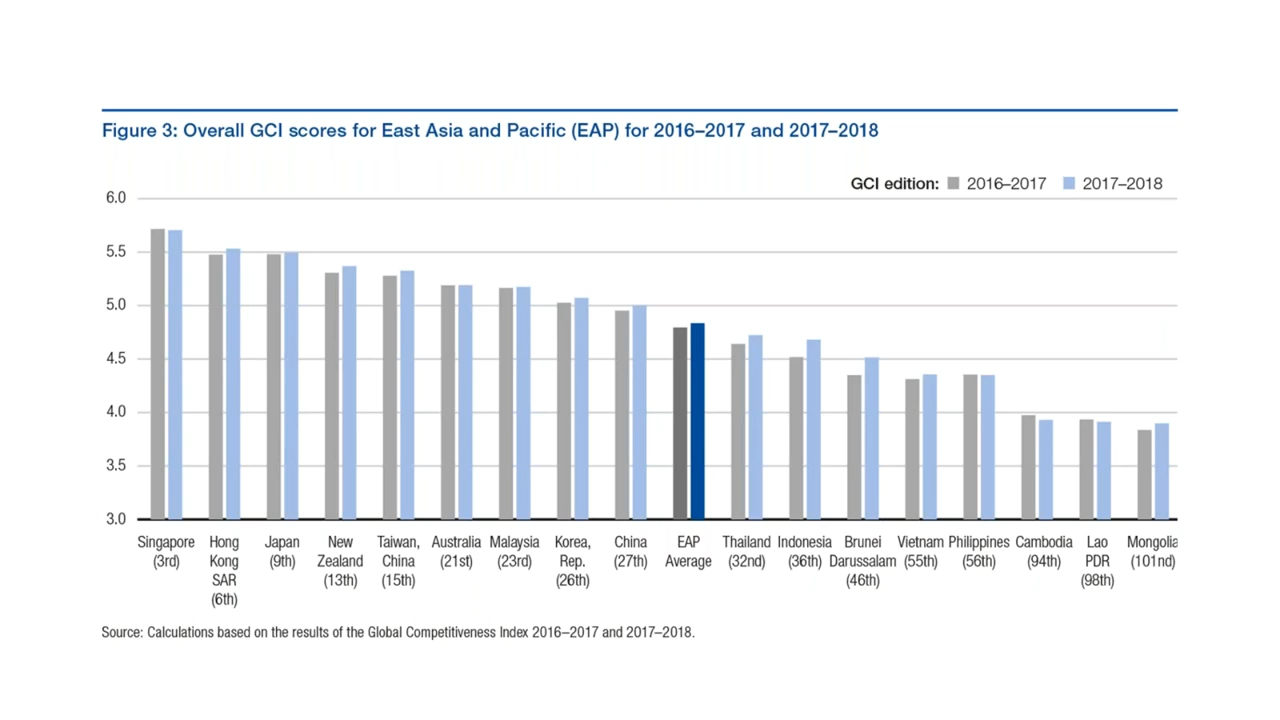 Figure 3: Overall GCI scores for East Asia and Pacific (EAP) for 2016–2017 and 2017–2018
GCI edition: 2016–2017 2017–2018
6.0
5.5
5.0
4.5
4.0
3.5
3.0
Singapore
(3rd)
Hong
Kong
SAR
(6th)
Japan
(9th)
New
Zealand
(13th)
Taiwan,
China
(15th)
Australia
(21st)
Malaysia
(23rd)
Korea,
Rep.
(26th)
China
(27th)
EAP
Average
Thailand
(32nd)
Indonesia
(36th)
Brunei
Darussalam
(46th)
Vietnam
(55th)
Philippines
(56th)
Cambodia
(94th)
Lao
PDR
(98th)
Mongolia
(101nd)
Source: Calculations based on the results of the Global Competitiveness Index 2016–2017 and 2017–2018.